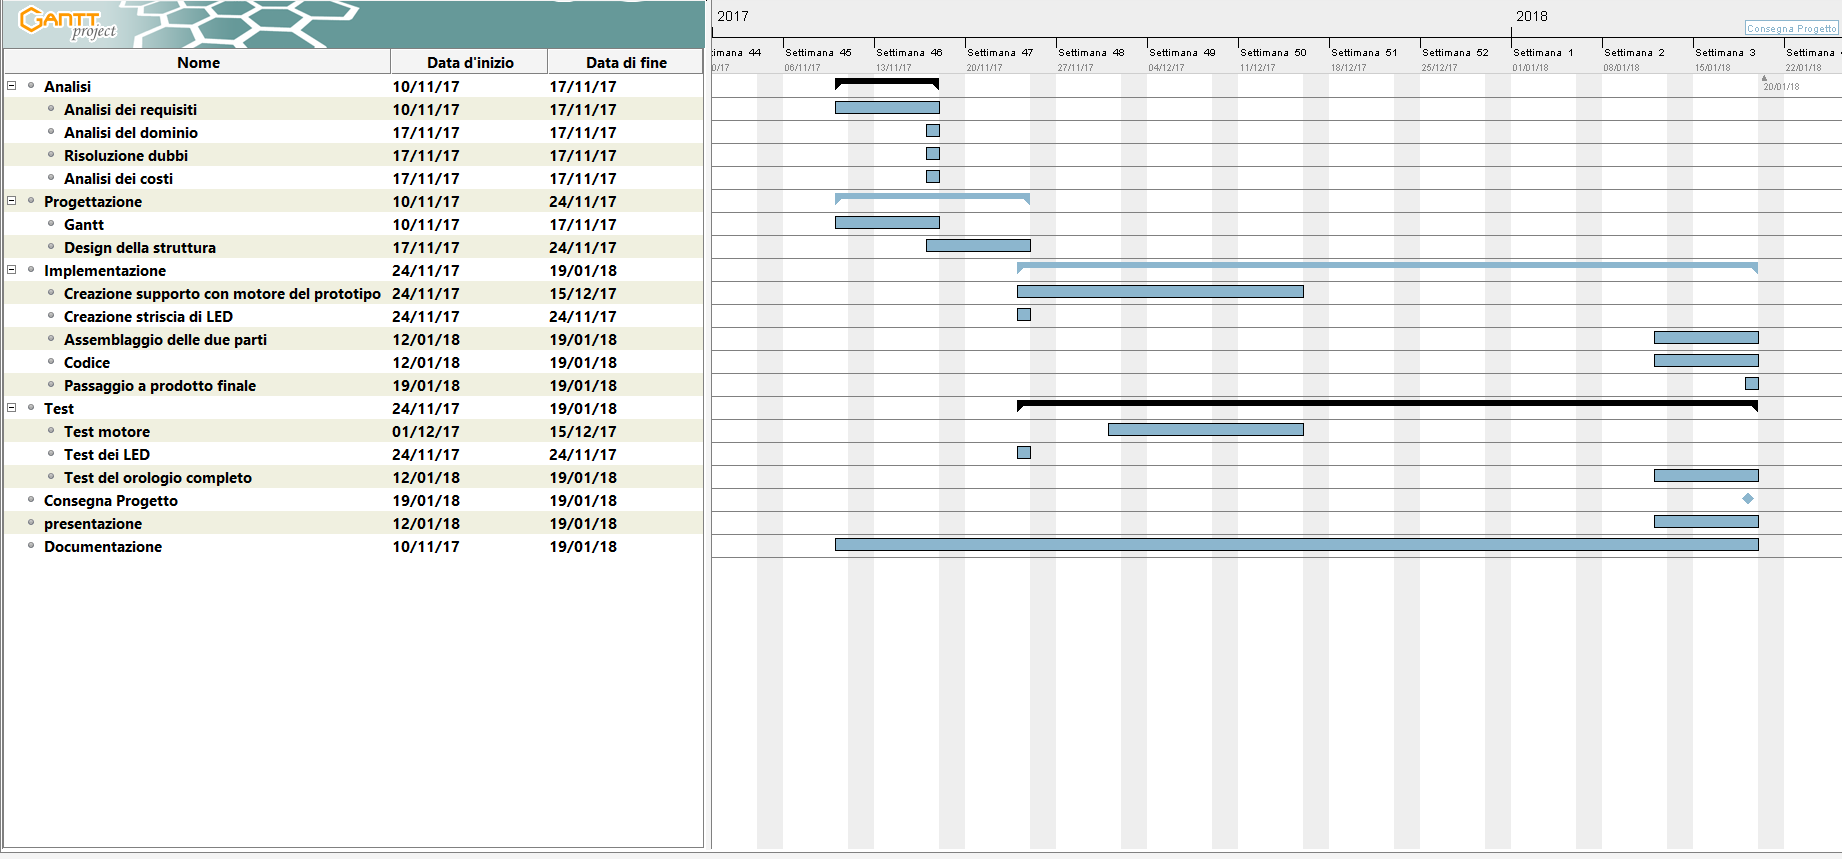 GANTT
project
2017
2018
Consegna Progetto
imana 44
Settimana 45
Settimana 46
Settimana 47
Settimana 48
Settimana 49
Settimana 50
Settimana 51
Settimana 52
Settimana 1
Settimana 2
Settimana 3
Settimana
0/17
06/11/17
13/11/17
20/11/17
27/11/17
04/12/17
11/12/17
18/12/17
25/12/17
01/01/18
08/01/18
15/01/18
22/01/18
20/01/18
Nome Data d'inizio Data di fine
Analisi 10/11/17 17/11/17
Analisi dei requisiti 10/11/17 17/11/17
Analisi del dominio 17/11/17 17/11/17
Risoluzione dubbi 17/11/17 17/11/17
Analisi dei costi 17/11/17 17/11/17
Progettazione 10/11/17 24/11/17
Gantt 10/11/17 17/11/17
Design della struttura 17/11/17 24/11/17
Implementazione 24/11/17 19/01/18
Creazione supporto con motore del prototipo 24/11/17 15/12/17
Creazione striscia di LED 24/11/17 24/11/17
Assemblaggio delle due parti 12/01/18 19/01/18
Codice 12/01/18 19/01/18
Passaggio a prodotto finale 19/01/18 19/01/18
Test 24/11/17 19/01/18
Test motore 01/12/17 15/12/17
Test dei LED 24/11/17 24/11/17
Test del orologio completo 12/01/18 19/01/18
Consegna Progetto 19/01/18 19/01/18
presentazione 12/01/18 19/01/18
Documentazione 10/11/17 19/01/18